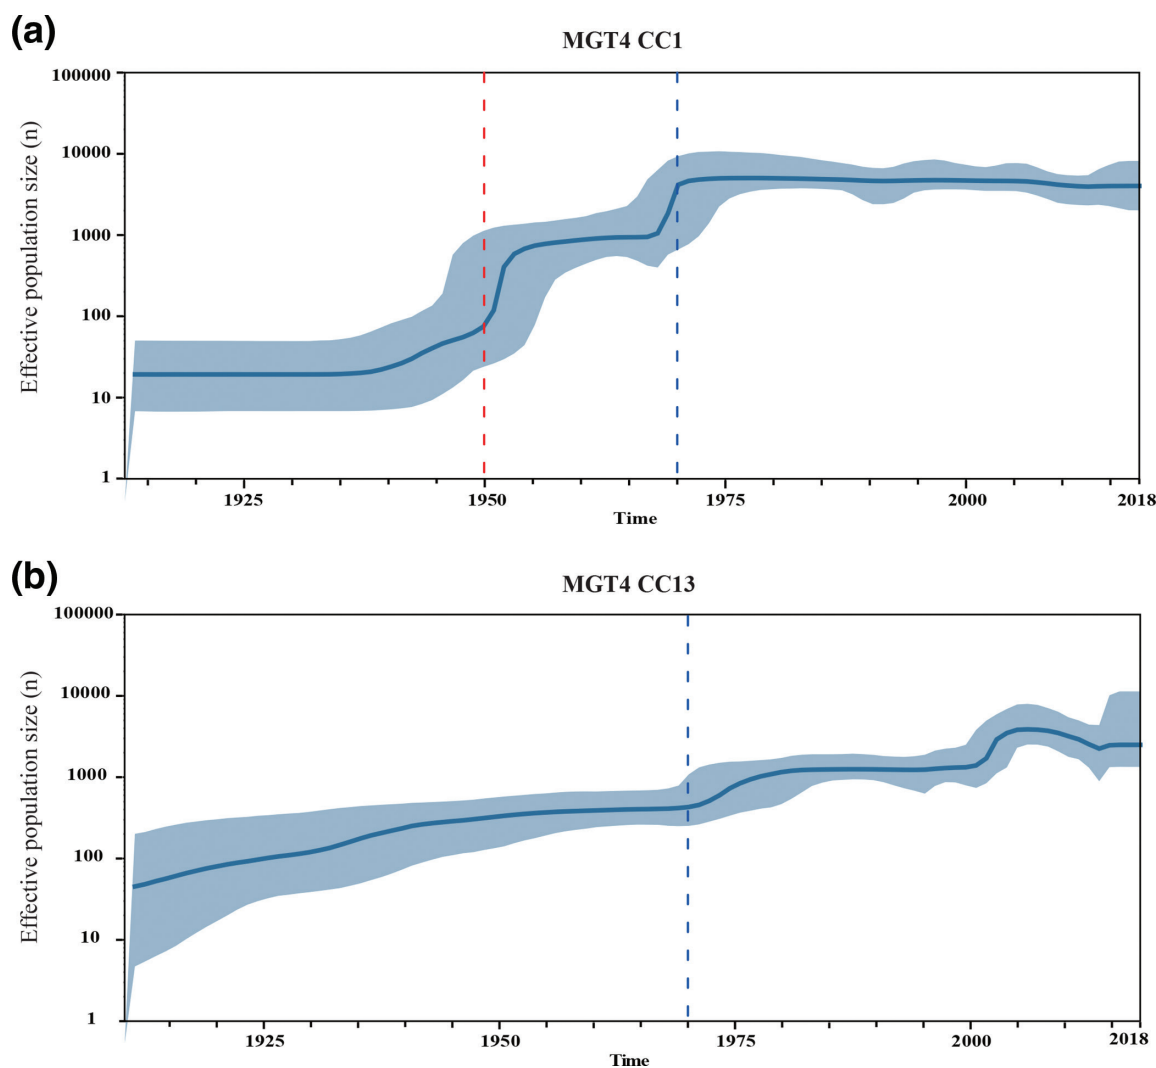 (a)
MGT4 CC1
Effective population size (n)
100000
10000
1000
100
10
1
1925
1950
1975
2000
2018
Time
(b)
MGT4 CC13
Effective population size (n)
100000
10000
1000
100
10
1
1925
1950
1975
2000
2018
Time